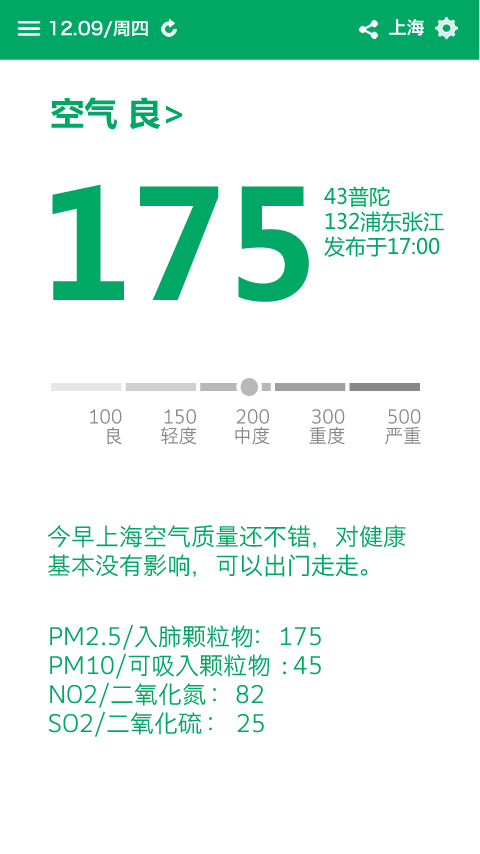 12.09/周四
上海
空气 良>
175
43普陀
132浦东张江
发布于17:00
100 150 200 300 500
良 轻度 中度 重度 严重
今早上海空气质量还不错，对健康
基本没有影响，可以出门走走。
PM2.5/入肺颗粒物： 175
PM10/可吸入颗粒物 : 45
NO2/二氧化氮： 82
SO2/二氧化硫： 25